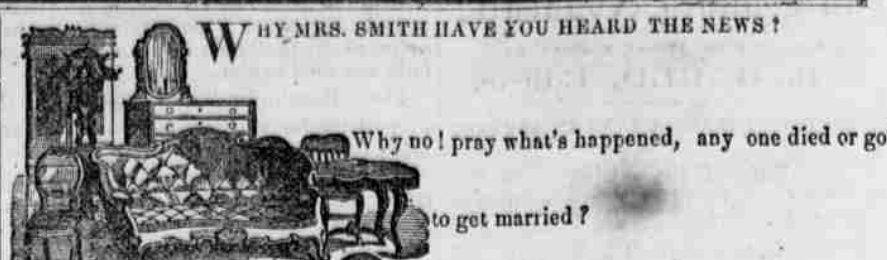 WHY MRS. SMITH HAVE YOU HEARD THE NEWS ?
Why no ! pray what's happened, any one died or go
to get married ?